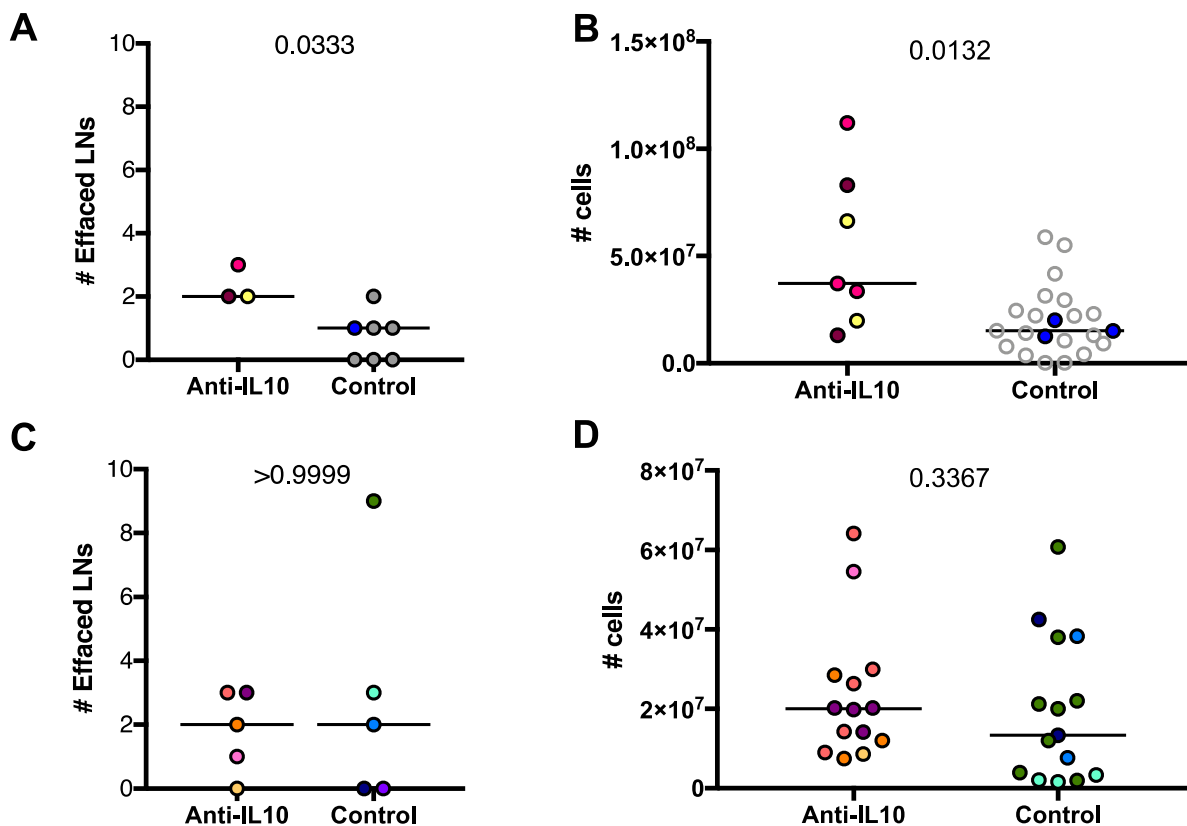 A
0.0333
# Effaced LNs
10
8
6
4
2
0
Anti-IL10 Control
B
0.0132
# cells
1.5×10⁸
1.0×10⁸
5.0×10⁷
0.0
Anti-IL10 Control
C
>0.9999
# Effaced LNs
10
8
6
4
2
0
Anti-IL10 Control
D
0.3367
# cells
8×10⁷
6×10⁷
4×10⁷
2×10⁷
0
Anti-IL10 Control